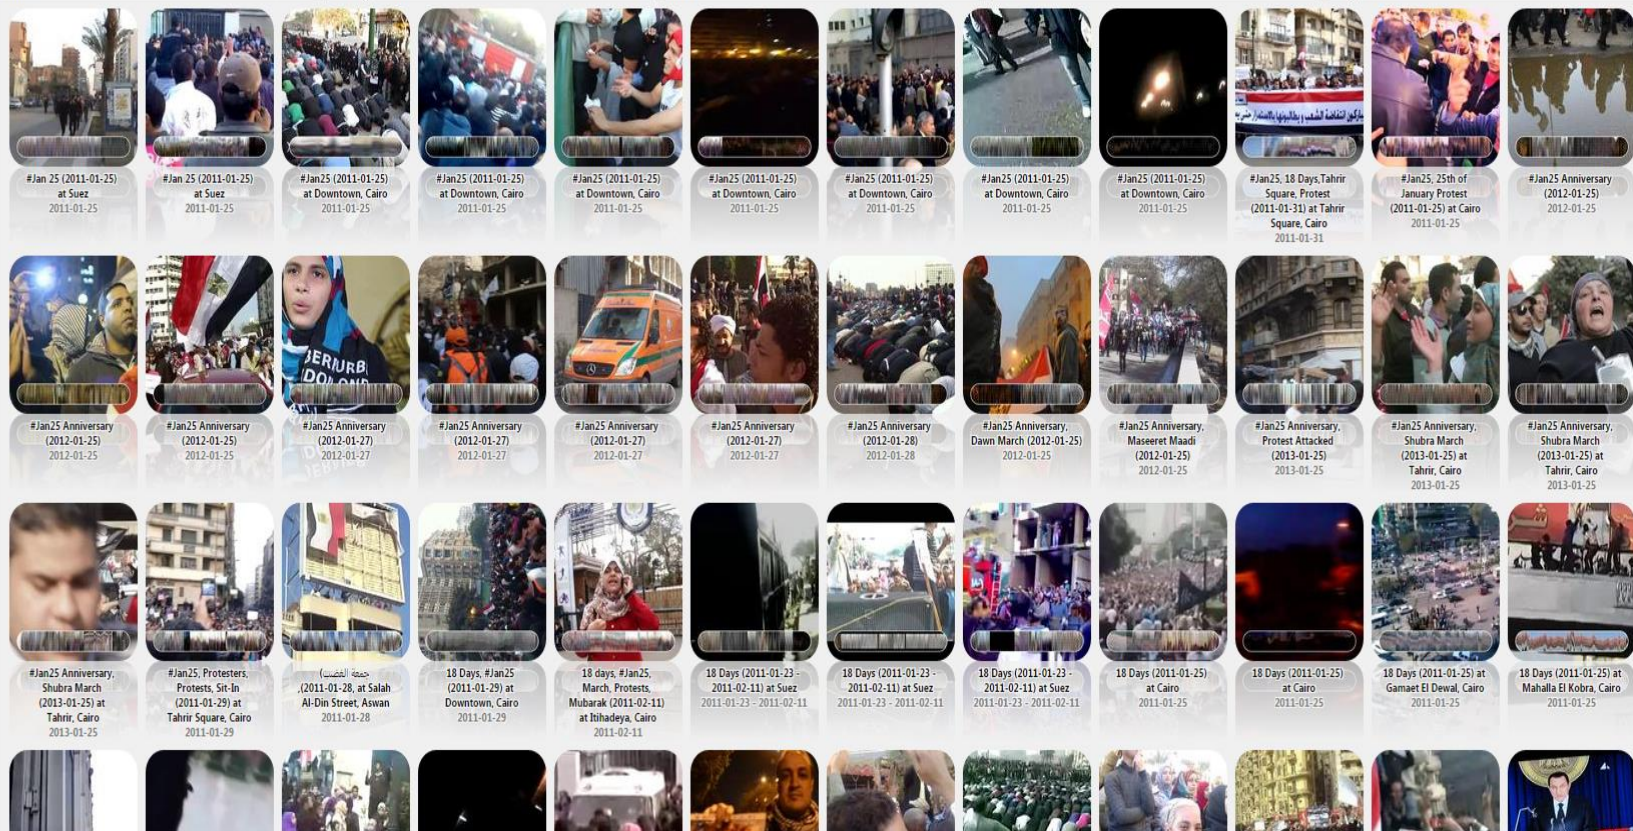 باركون انتفاضة الشعب و يطالبونها بالاستمرار
#Jan 25 (2011-01-25)
at Suez
2011-01-25
#Jan 25 (2011-01-25)
at Suez
2011-01-25
#Jan25 (2011-01-25)
at Downtown, Cairo
2011-01-25
#Jan25 (2011-01-25)
at Downtown, Cairo
2011-01-25
#Jan25 (2011-01-25)
at Downtown, Cairo
2011-01-25
#Jan25 (2011-01-25)
at Downtown, Cairo
2011-01-25
#Jan25 (2011-01-25)
at Downtown, Cairo
2011-01-25
#Jan25 (2011-01-25)
at Downtown, Cairo
2011-01-25
#Jan25 (2011-01-25)
at Downtown, Cairo
2011-01-25
#Jan25, 18 Days,Tahrir
Square, Protest
(2011-01-31) at Tahrir
Square, Cairo
2011-01-31
#Jan25, 25th of
January Protest
(2011-01-25) at Cairo
2011-01-25
#Jan25 Anniversary
(2012-01-25)
2012-01-25
#Jan25 Anniversary
(2012-01-25)
2012-01-25
#Jan25 Anniversary
(2012-01-25)
2012-01-25
#Jan25 Anniversary
(2012-01-27)
2012-01-27
#Jan25 Anniversary
(2012-01-27)
2012-01-27
#Jan25 Anniversary
(2012-01-27)
2012-01-27
#Jan25 Anniversary
(2012-01-27)
2012-01-27
#Jan25 Anniversary
(2012-01-28)
2012-01-28
#Jan25 Anniversary,
Dawn March (2012-01-25)
2012-01-25
#Jan25 Anniversary,
Maseeret Maadi
(2012-01-25)
2012-01-25
#Jan25 Anniversary,
Protest Attacked
(2013-01-25)
2013-01-25
#Jan25 Anniversary,
Shubra March
(2013-01-25) at
Tahrir, Cairo
2013-01-25
#Jan25 Anniversary,
Shubra March
(2013-01-25) at
Tahrir, Cairo
2013-01-25
#Jan25 Anniversary,
Shubra March
(2013-01-25) at
Tahrir, Cairo
2013-01-25
#Jan25, Protesters,
Protests, Sit-In
(2011-01-29) at
Tahrir Square, Cairo
2011-01-29
(جمعة الغضب
,(2011-01-28, at Salah
Al-Din Street, Aswan
2011-01-28
18 Days, #Jan25
(2011-01-29) at
Downtown, Cairo
2011-01-29
18 days, #Jan25,
March, Protests,
Mubarak (2011-02-11)
at Itihadeya, Cairo
2011-02-11
18 Days (2011-01-23 -
2011-02-11) at Suez
2011-01-23 - 2011-02-11
18 Days (2011-01-23 -
2011-02-11) at Suez
2011-01-23 - 2011-02-11
18 Days (2011-01-23 -
2011-02-11) at Suez
2011-01-23 - 2011-02-11
18 Days (2011-01-25)
at Cairo
2011-01-25
18 Days (2011-01-25)
at Cairo
2011-01-25
18 Days (2011-01-25) at
Gamaet El Dewal, Cairo
2011-01-25
18 Days (2011-01-25) at
Mahalla El Kobra, Cairo
2011-01-25